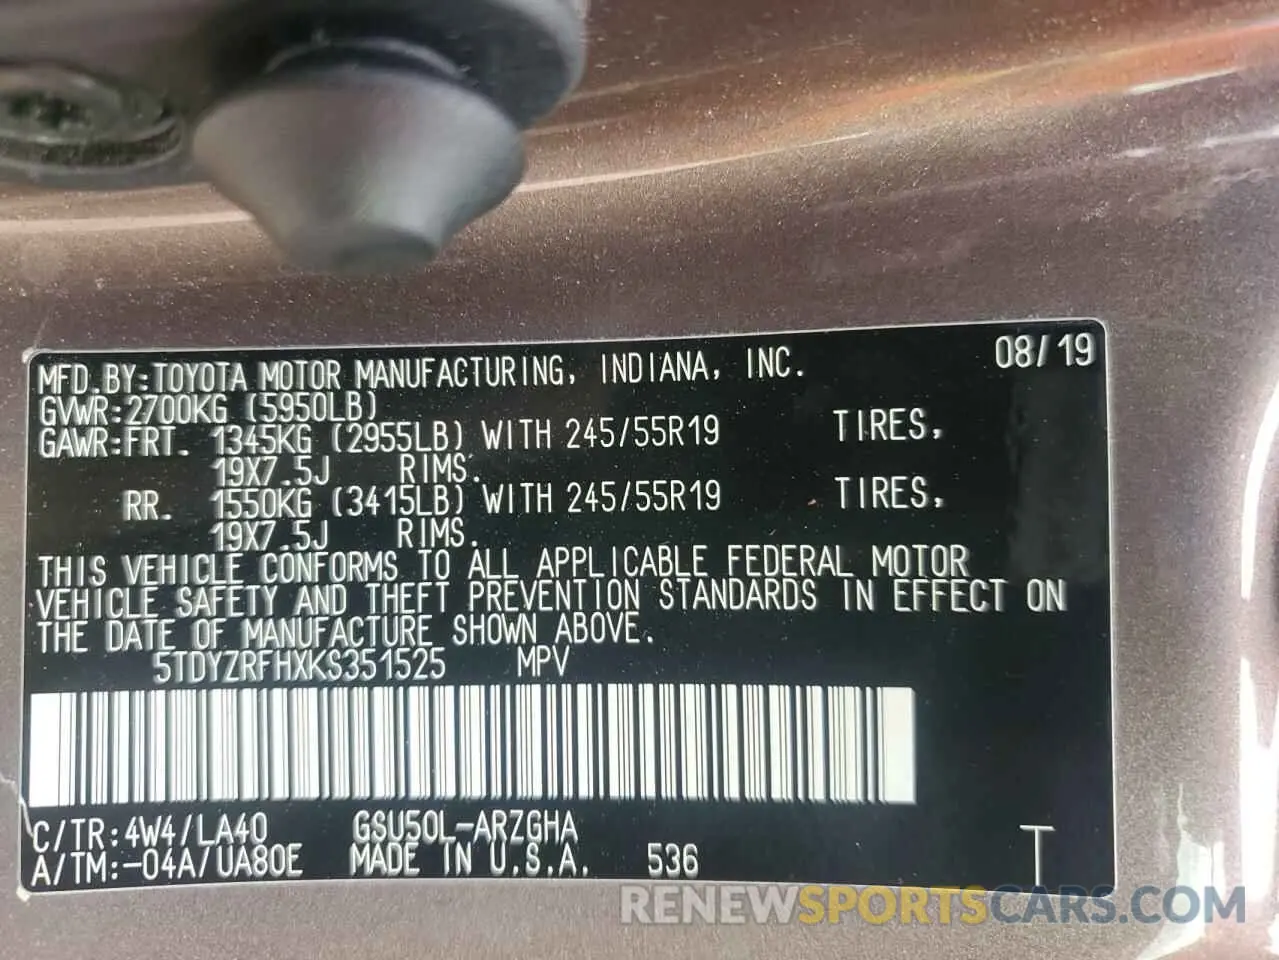 MFD.BY:TOYOTA MOTOR MANUFACTURING, INDIANA, INC. 08/19
GVWR:2700KG (5950LB)
GAWR:FRT. 1345KG (2955LB) WITH 245/55R19 TIRES,
19X7.5J RIMS.
RR. 1550KG (3415LB) WITH 245/55R19 TIRES,
19X7.5J RIMS.
THIS VEHICLE CONFORMS TO ALL APPLICABLE FEDERAL MOTOR
VEHICLE SAFETY AND THEFT PREVENTION STANDARDS IN EFFECT ON
THE DATE OF MANUFACTURE SHOWN ABOVE.
5TDYZRFHXKS351525 MPV
C/TR:4W4/LA40 GSU50L-ARZGHA
A/TM:-04A/UA80E MADE IN U.S.A. 536 T
RENEWSPORTSCARS.COM